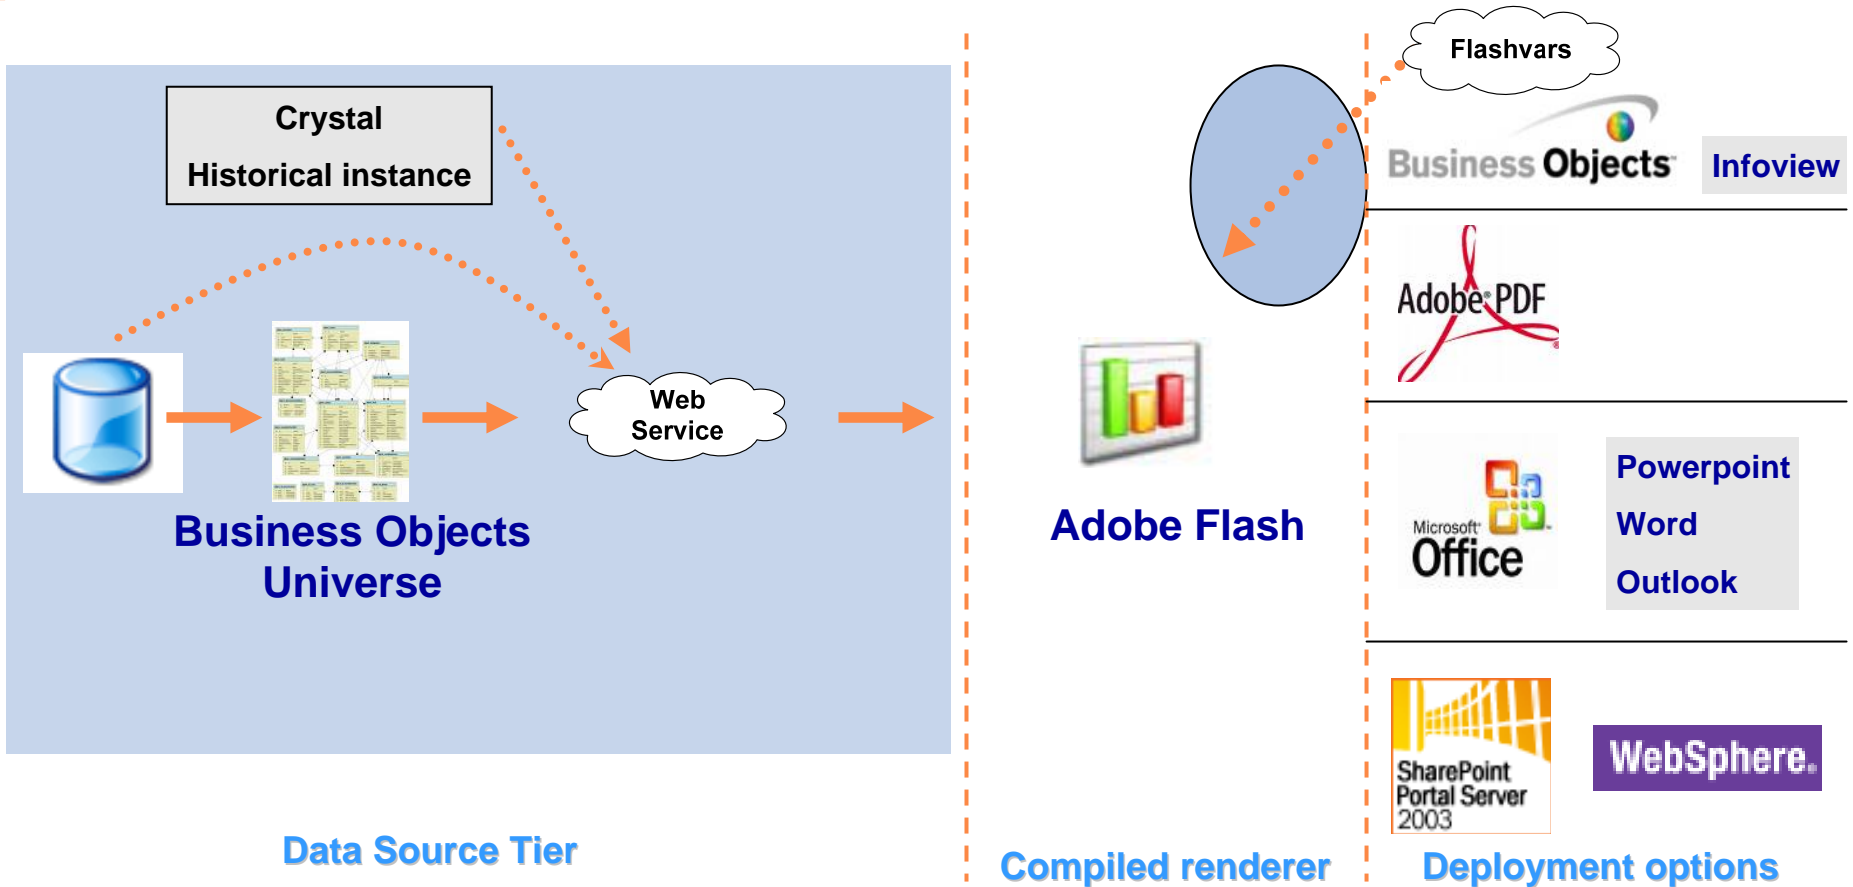 Crystal
Historical instance
Web
Service
Business Objects
Universe
Data Source Tier
Adobe Flash
Compiled renderer
Flashvars
Business Objects
Infoview
Adobe® PDF
Microsoft®
Office
Powerpoint
Word
Outlook
SharePoint
Portal Server
2003
WebSphere®
Deployment options